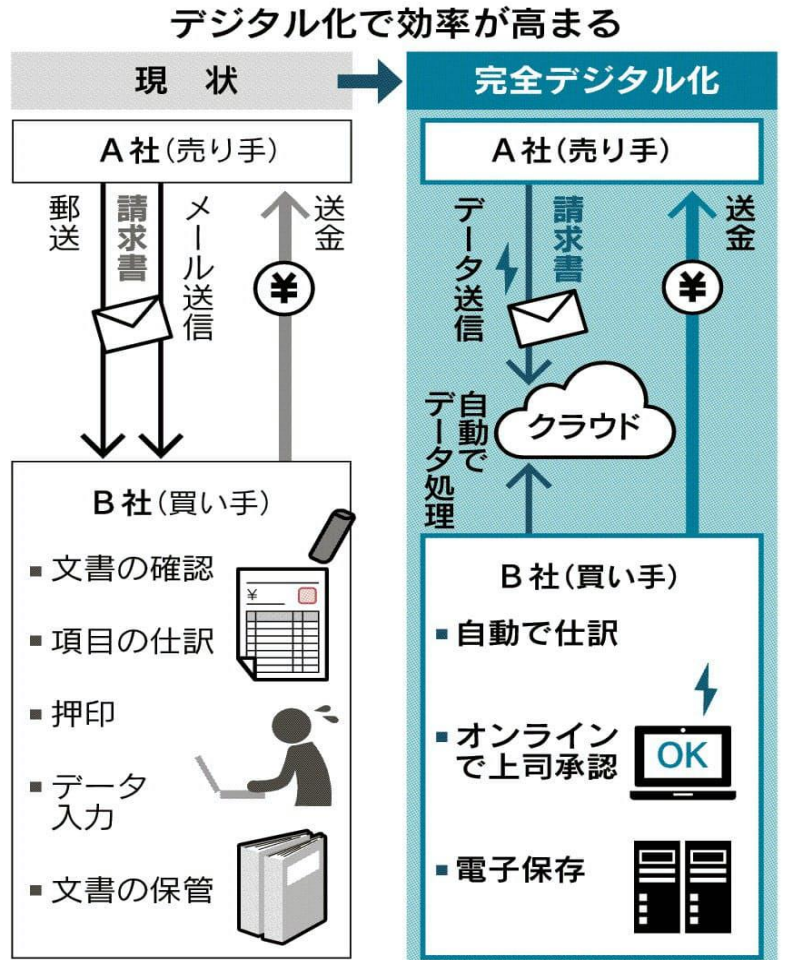 デジタル化で効率が高まる
現状
A社(売り手)
郵送
請求書
メール送信
送金
¥
B社(買い手)
文書の確認
項目の仕訳
押印
データ
入力
文書の保管
¥
完全デジタル化
A社(売り手)
データ送信
請求書
送金
¥
クラウド
自動で
データ処理
B社(買い手)
自動で仕訳
オンライン
で上司承認
OK
電子保存